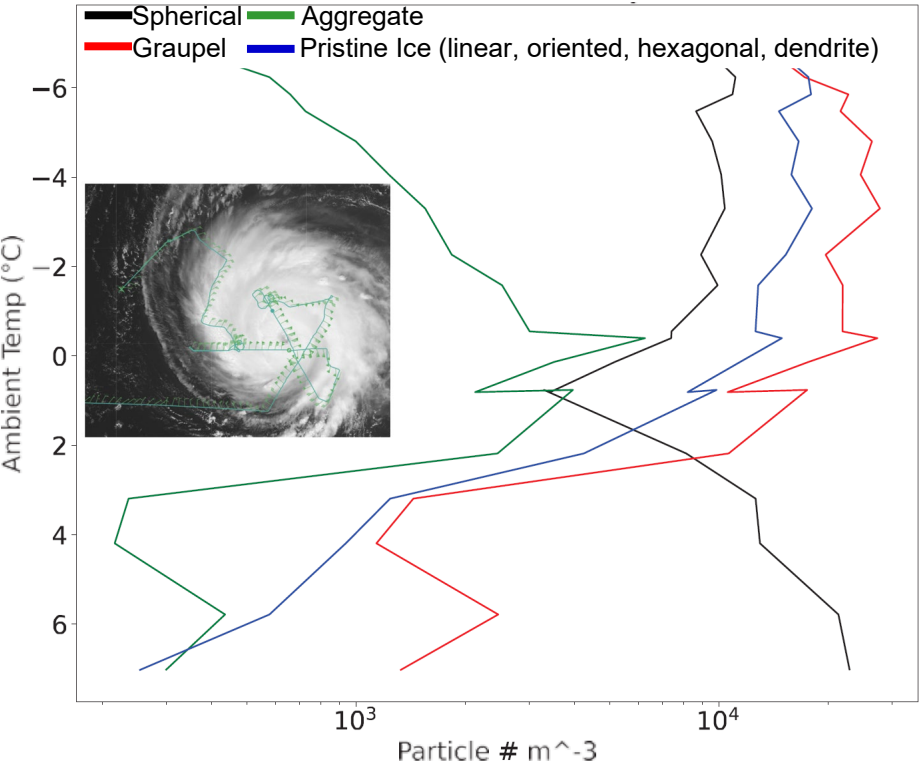 Spherical Aggregate
Graupel Pristine Ice (linear, oriented, hexagonal, dendrite)
−6
−4
−2
0
2
4
6
Ambient Temp (°C)
10³ 10⁴
Particle # m^-3